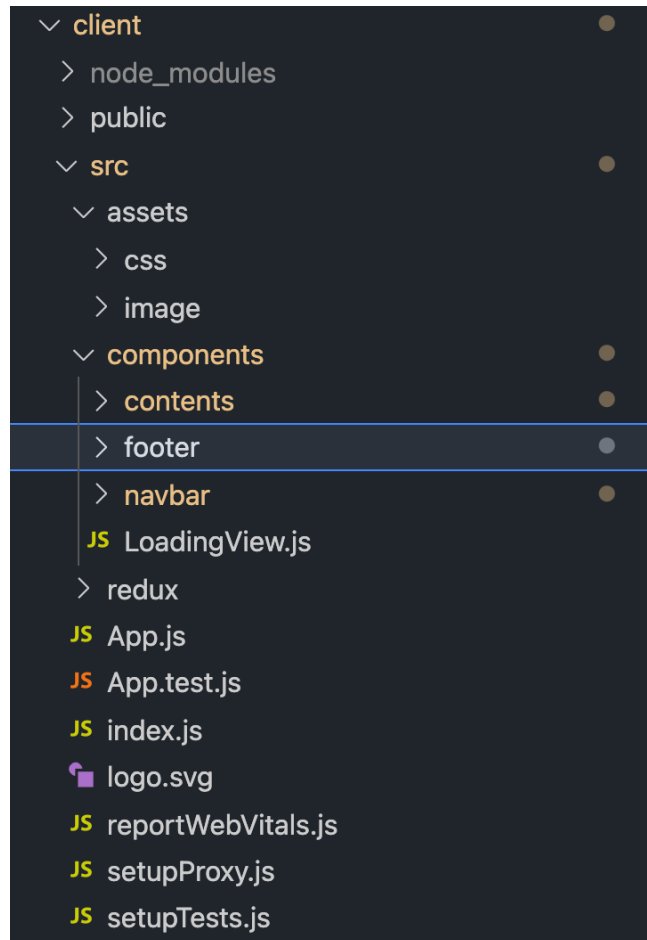 client
node_modules
public
src
assets
css
image
components
contents
footer
navbar
JS LoadingView.js
redux
JS App.js
JS App.test.js
JS index.js
logo.svg
JS reportWebVitals.js
JS setupProxy.js
JS setupTests.js